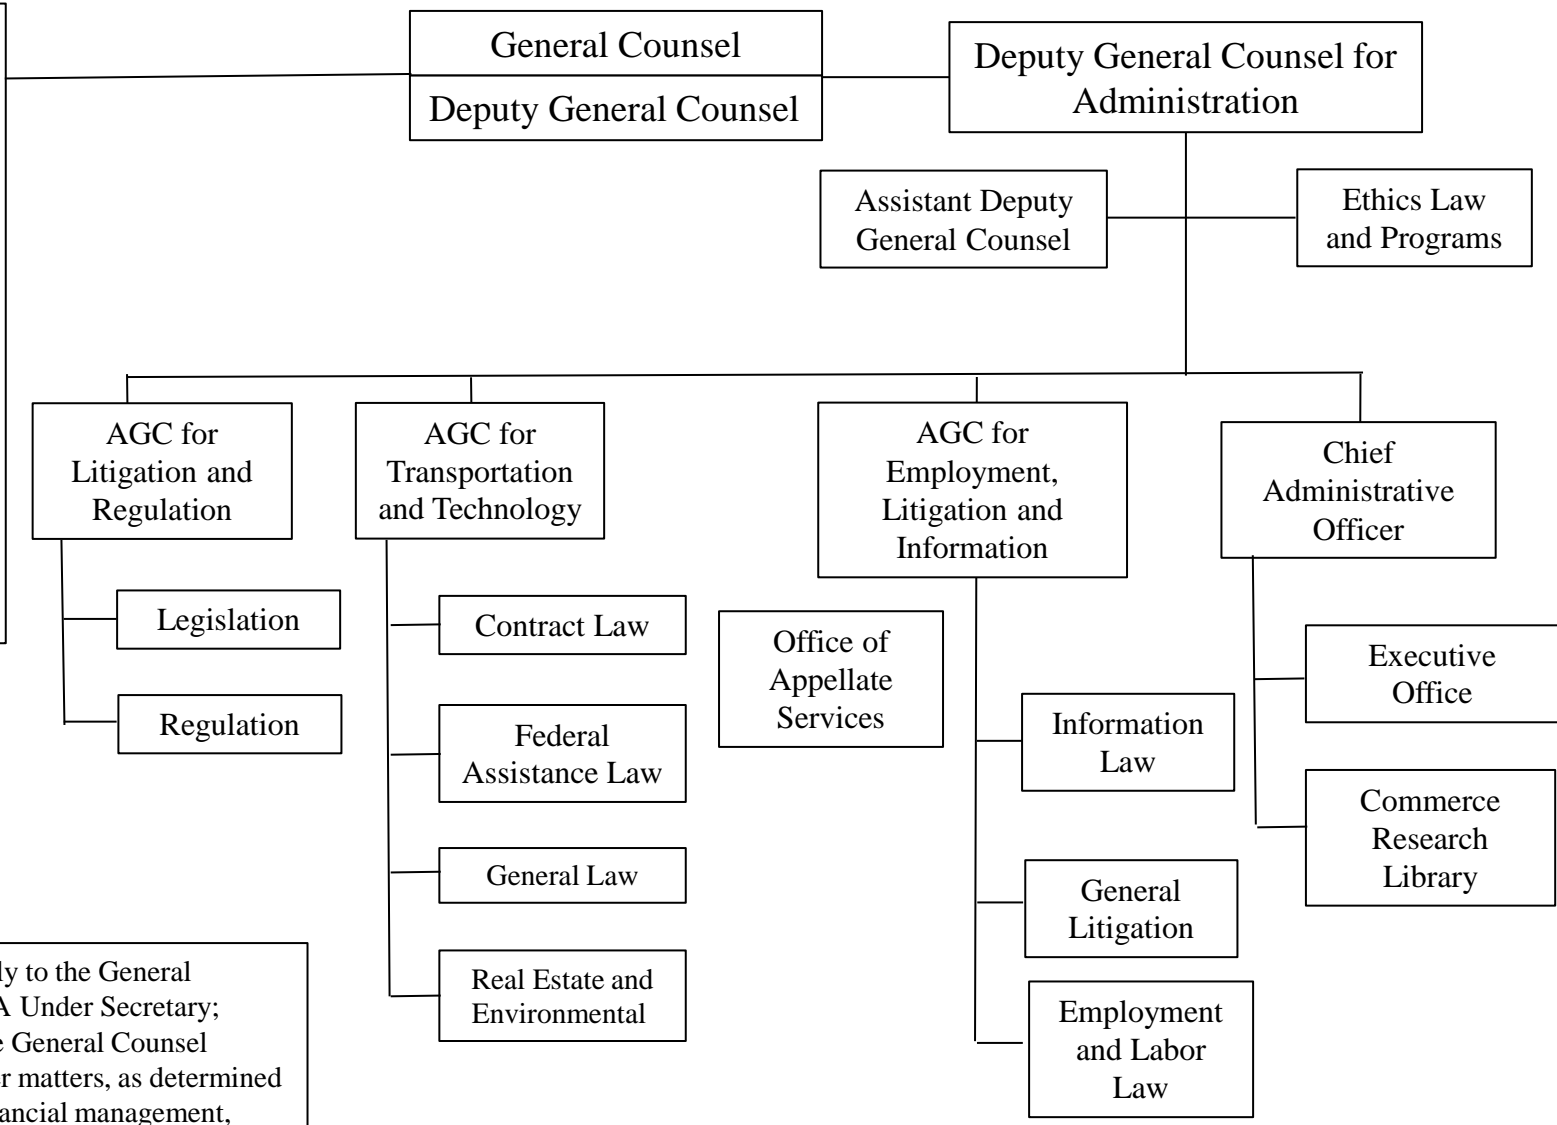 General Counsel
Deputy General Counsel
Deputy General Counsel for
Administration
Assistant Deputy
General Counsel
Ethics Law
and Programs
AGC for
Litigation and
Regulation
AGC for
Transportation
and Technology
AGC for
Employment,
Litigation and
Information
Chief
Administrative
Officer
Legislation
Regulation
Contract Law
Federal
Assistance Law
General Law
Real Estate and
Environmental
Office of
Appellate
Services
Information
Law
General
Litigation
Employment
and Labor
Law
Executive
Office
Commerce
Research
Library
ly to the General
A Under Secretary;
e General Counsel
er matters, as determined
nancial management,